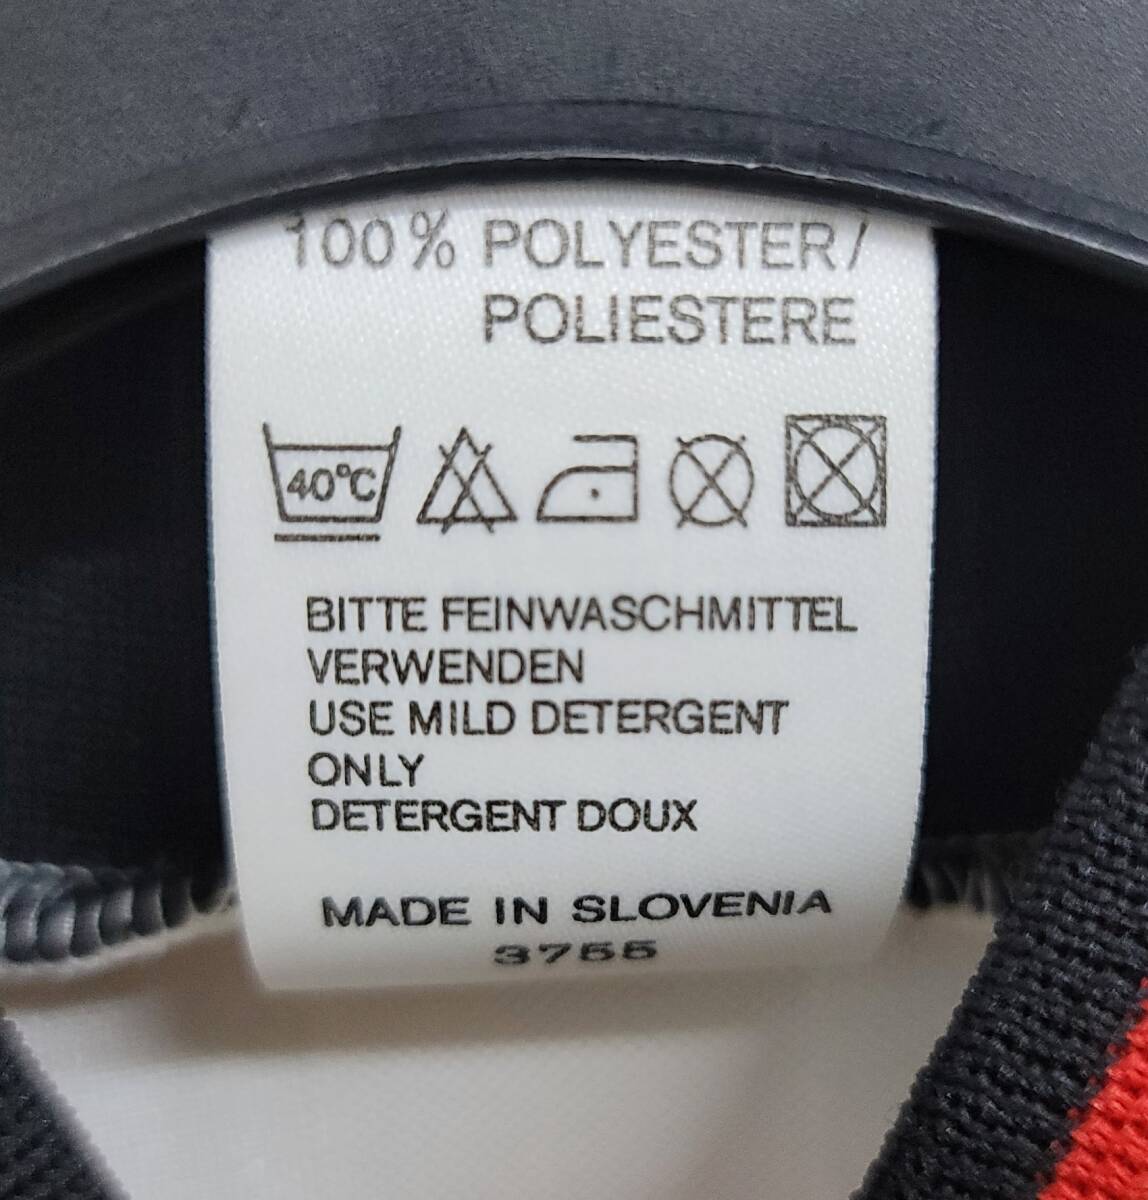 100% POLYESTER/
POLIESTERE
40°C
BITTE FEINWASCHMITTEL
VERWENDEN
USE MILD DETERGENT
ONLY
DETERGENT DOUX
MADE IN SLOVENIA
3755